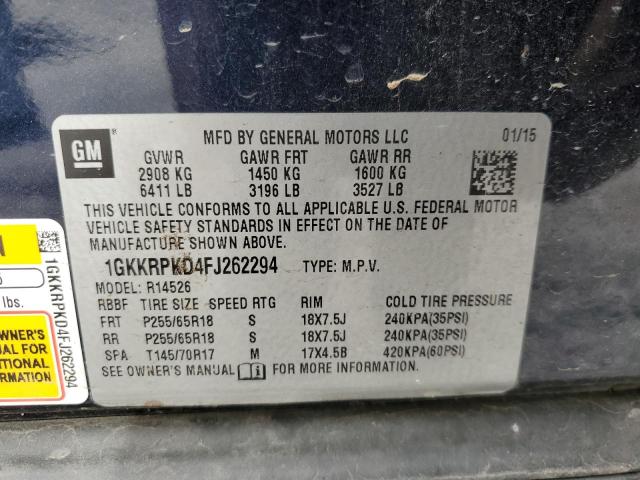 GM
MFD BY GENERAL MOTORS LLC 01/15
GVWR GAWR FRT GAWR RR
2908 KG 1450 KG 1600 KG
6411 LB 3196 LB 3527 LB
THIS VEHICLE CONFORMS TO ALL APPLICABLE U.S. FEDERAL MOTOR
VEHICLE SAFETY STANDARDS IN EFFECT ON THE DATE OF
MANUFACTURE SHOWN ABOVE.
1GKKRPKD4FJ262294 TYPE: M.P.V.
MODEL: R14526
RBBF TIRE SIZE SPEED RTG RIM COLD TIRE PRESSURE
FRT P255/65R18 S 18X7.5J 240KPA(35PSI)
RR P255/65R18 S 18X7.5J 240KPA(35PSI)
SPA T145/70R17 M 17X4.5B 420KPA(60PSI)
SEE OWNER'S MANUAL FOR MORE INFORMATION.
N
lbs.
1GKKRPKD4FJ262294
OWNER'S
MANUAL FOR
INFORMATION